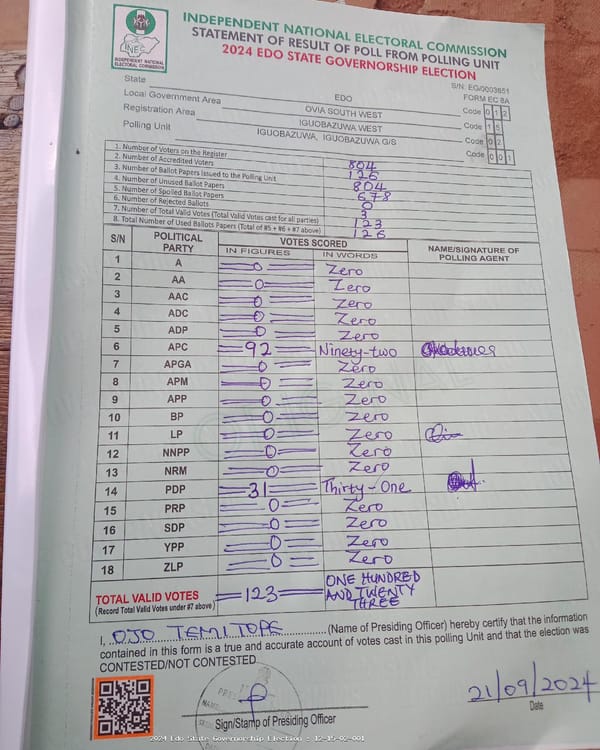 INDEPENDENT NATIONAL ELECTORAL COMMISSION
STATEMENT OF RESULT OF POLL FROM POLLING UNIT
2024 EDO STATE GOVERNORSHIP ELECTION
INEC
INDEPENDENT NATIONAL ELECTORAL COMMISSION
S/N: EG/0003651
FORM EC 8A
State EDO Code 0 1 2
Local Government Area OVIA SOUTH WEST Code 1 5
Registration Area IGUOBAZUWA WEST Code 0 2
Polling Unit IGUOBAZUWA, IGUOBAZUWA G/S Code 0 0 1
1. Number of Voters on the Register 804
2. Number of Accredited Voters 126
3. Number of Ballot Papers Issued to the Polling Unit 804
4. Number of Unused Ballot Papers 678
5. Number of Spoiled Ballot Papers 0
6. Number of Rejected Ballots 3
7. Number of Total Valid Votes (Total Valid Votes cast for all parties) 123
8. Total Number of Used Ballots Papers (Total of #5 + #6 + #7 above) 126
S/N POLITICAL PARTY VOTES SCORED NAME/SIGNATURE OF POLLING AGENT
IN FIGURES IN WORDS
1 A 0 Zero
2 AA 0 Zero
3 AAC 0 Zero
4 ADC 0 Zero
5 ADP 0 Zero
6 APC 92 Ninety-two
7 APGA 0 Zero
8 APM 0 Zero
9 APP 0 Zero
10 BP 0 Zero
11 LP 0 Zero
12 NNPP 0 Zero
13 NRM 0 Zero
14 PDP 31 Thirty-One
15 PRP 0 Zero
16 SDP 0 Zero
17 YPP 0 Zero
18 ZLP 0 Zero
TOTAL VALID VOTES 123 ONE HUNDRED AND TWENTY THREE
(Record Total Valid Votes under #7 above)
I, OJO TEMITOPE (Name of Presiding Officer) hereby certify that the information
contained in this form is a true and accurate account of votes cast in this polling Unit and that the election was
CONTESTED/NOT CONTESTED
21/09/2024
Sign/Stamp of Presiding Officer
Date
2024 Edo State Governorship Election : 12-15-02-001